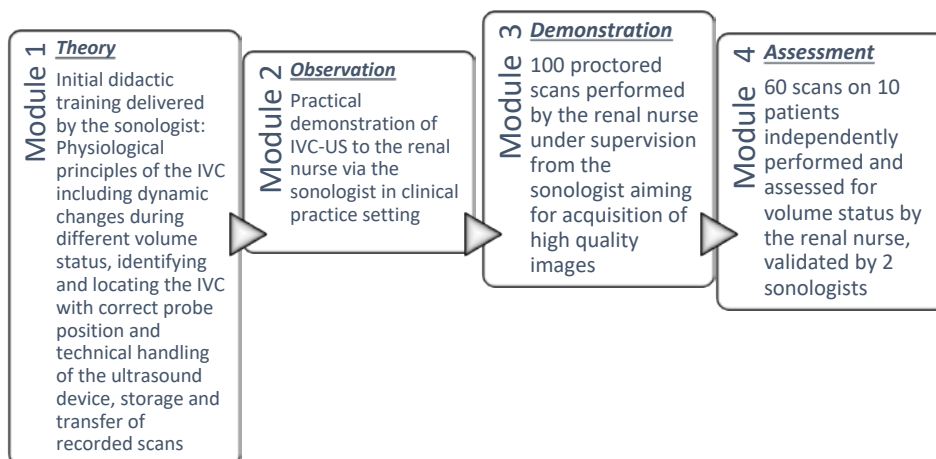 Module 1
Theory
Initial didactic
training delivered
by the sonologist:
Physiological
principles of the IVC
including dynamic
changes during
different volume
status, identifying
and locating the IVC
with correct probe
position and
technical handling
of the ultrasound
device, storage and
transfer of
recorded scans
Module 2
Observation
Practical
demonstration of
IVC-US to the renal
nurse via the
sonologist in clinical
practice setting
Module 3
Demonstration
100 proctored
scans performed
by the renal nurse
under supervision
from the
sonologist aiming
for acquisition of
high quality
images
Module 4
Assessment
60 scans on 10
patients
independently
performed and
assessed for
volume status by
the renal nurse,
validated by 2
sonologists